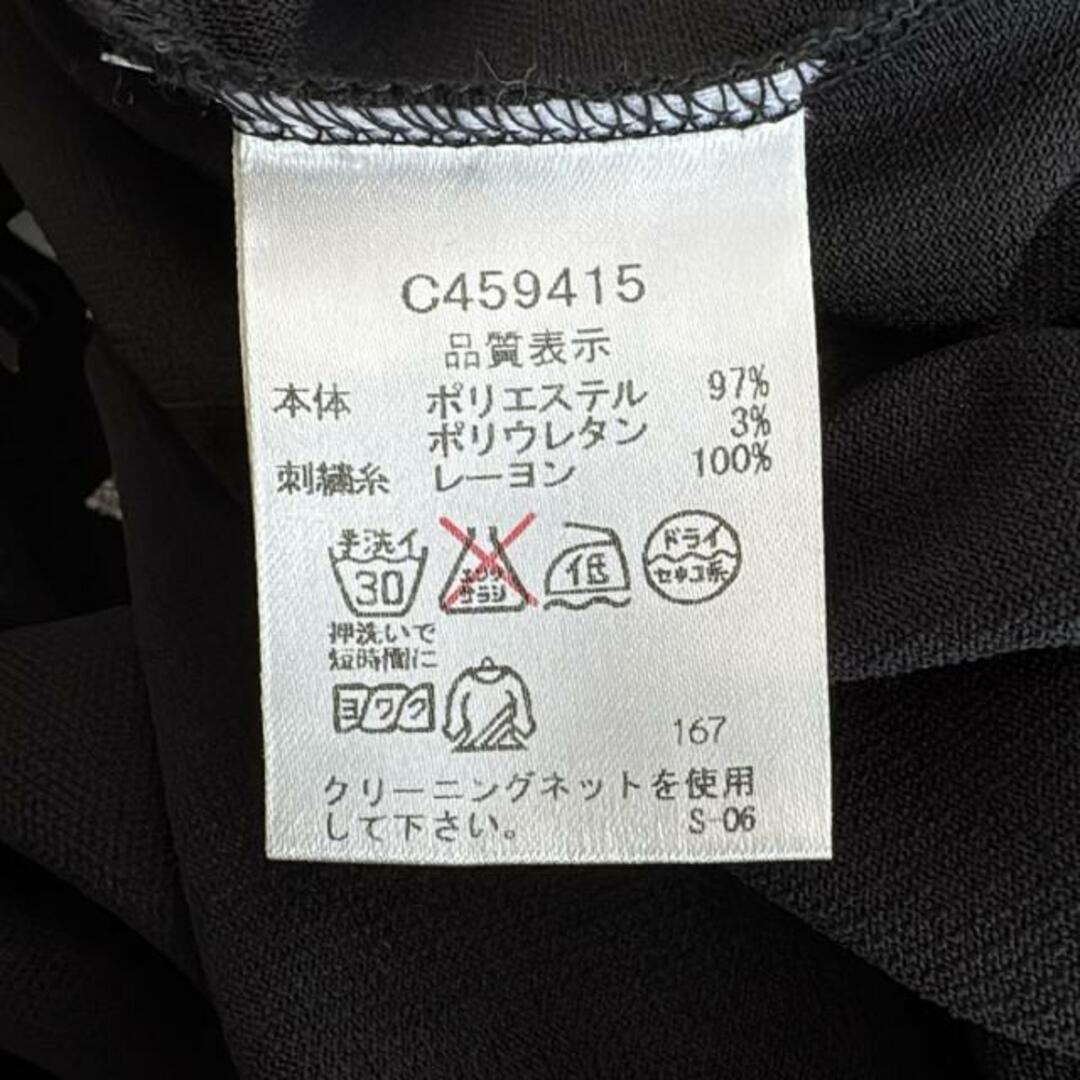 C459415
品質表示
本体 ポリエステル 97%
ポリウレタン 3%
刺繍糸 レーヨン 100%
手洗イ 30
エンソサラシ
低
ドライ セキユ系
押洗いで
短時間に
ヨワク
167
クリーニングネットを使用
して下さい。 S-06